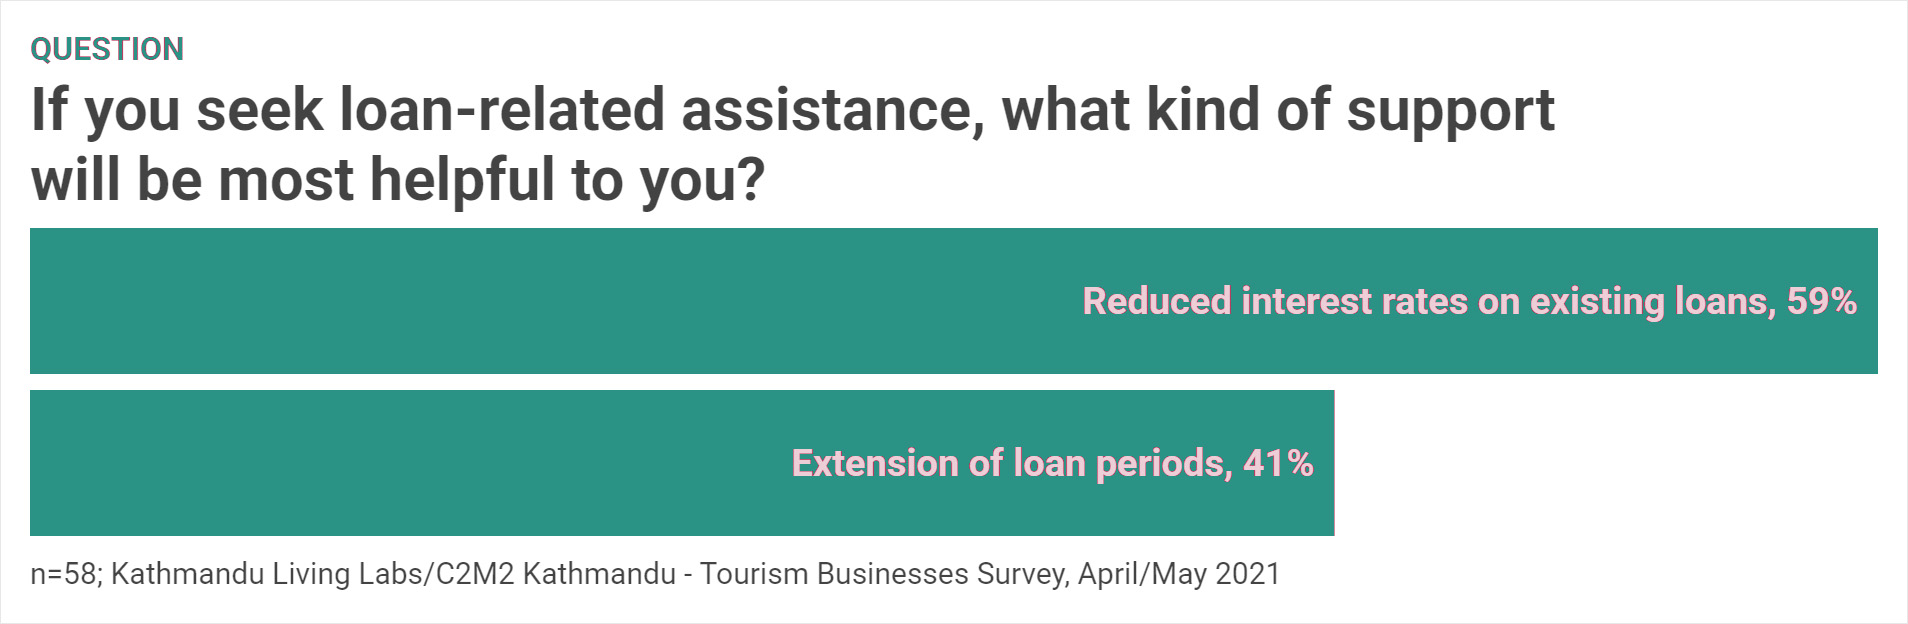 QUESTION
If you seek loan-related assistance, what kind of support
will be most helpful to you?
Reduced interest rates on existing loans, 59%
Extension of loan periods, 41%
n=58; Kathmandu Living Labs/C2M2 Kathmandu - Tourism Businesses Survey, April/May 2021